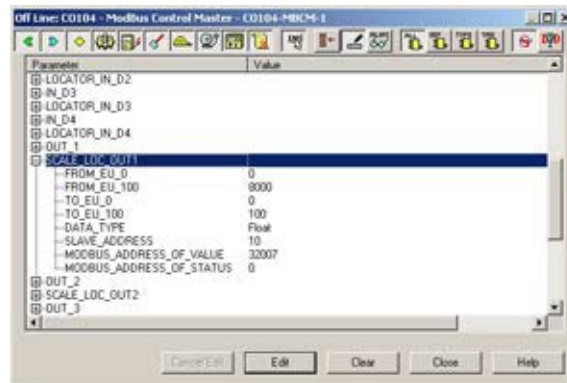 Off Line: CO104 - Modbus Control Master - CO104-MBCM-1
Parameter Value
LOCATOR_IN_D2
IN_D3
LOCATOR_IN_D3
IN_D4
LOCATOR_IN_D4
OUT_1
SCALE_LOC_OUT1
FROM_EU_0 0
FROM_EU_100 8000
TO_EU_0 0
TO_EU_100 100
DATA_TYPE Float
SLAVE_ADDRESS 10
MODBUS_ADDRESS_OF_VALUE 32007
MODBUS_ADDRESS_OF_STATUS 0
OUT_2
SCALE_LOC_OUT2
OUT_3
Cancel Edit Edit Clear Close Help